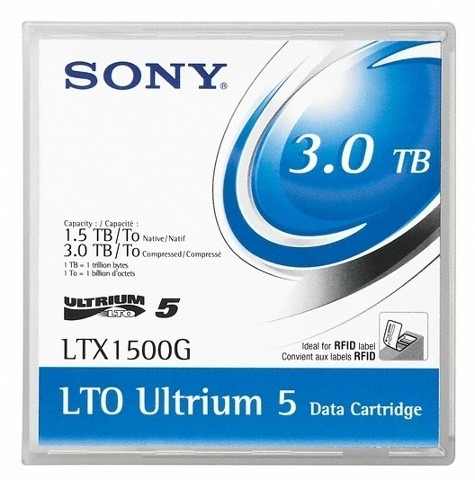 SONY®
3.0 TB
Capacity : / Capacité :
1.5 TB/To Native/Natif
3.0 TB/To Compressed/Compressé
1 TB = 1 trillion bytes
1 To = 1 billion d'octets
ULTRIUM LTO 5
LTX1500G
Ideal for RFID label
Convient aux labels RFID
LTO Ultrium 5 Data Cartridge